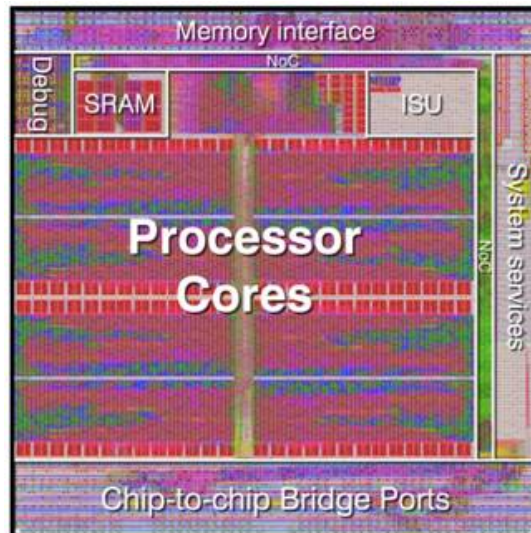 Memory interface
NoC
Debug
SRAM
ISU
Processor
Cores
NoC
System services
Chip-to-chip Bridge Ports